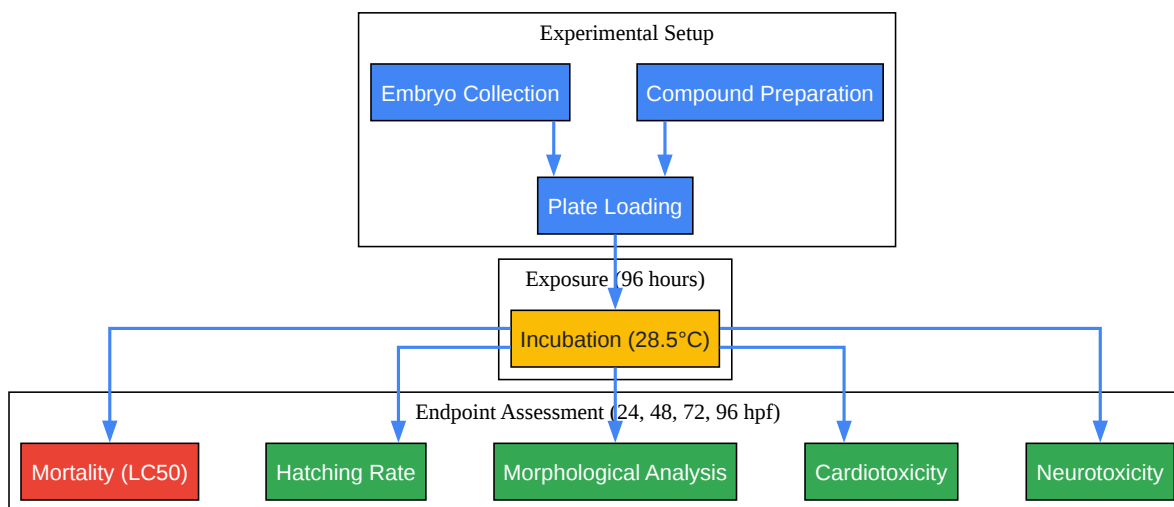 Experimental Setup
Embryo Collection
Compound Preparation
Plate Loading
Exposure (96 hours)
Incubation (28.5°C)
Endpoint Assessment (24, 48, 72, 96 hpf)
Mortality (LC50)
Hatching Rate
Morphological Analysis
Cardiotoxicity
Neurotoxicity